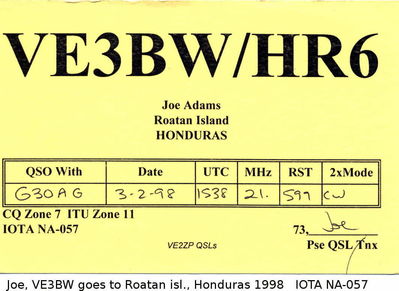 VE3BW/HR6
Joe Adams
Roatan Island
HONDURAS
QSO With Date UTC MHz RST 2xMode
G3OAG 3-2-98 1538 21. 599 CW
CQ Zone 7 ITU Zone 11
IOTA NA-057 73, Joe
VE2ZP QSLs Pse QSL Tnx
Joe, VE3BW goes to Roatan isl., Honduras 1998 IOTA NA-057